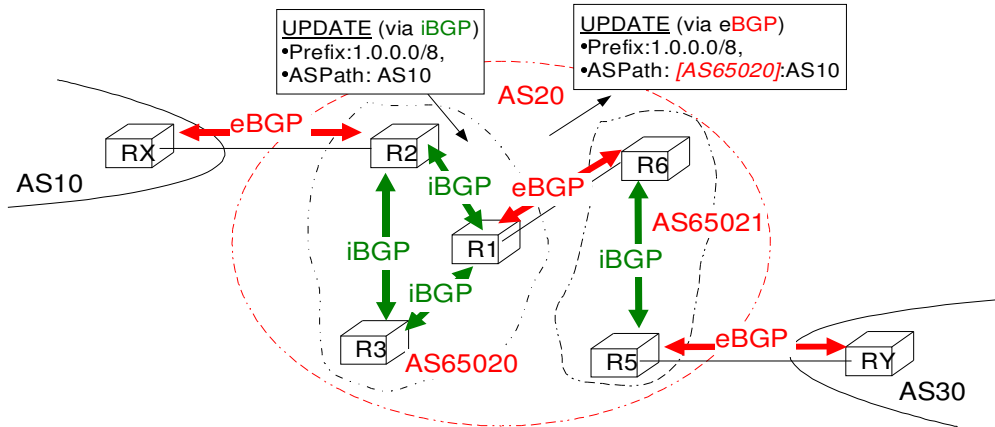 UPDATE (via iBGP)
•Prefix:1.0.0.0/8,
•ASPath: AS10
UPDATE (via eBGP)
•Prefix:1.0.0.0/8,
•ASPath: [AS65020]:AS10
AS20
eBGP
RX
R2
R6
AS10
iBGP
eBGP
AS65021
R1
iBGP
iBGP
iBGP
R3
AS65020
R5
eBGP
RY
AS30